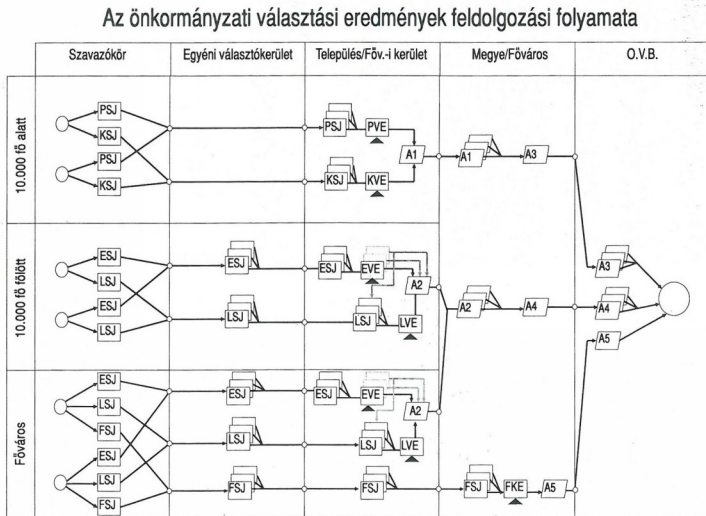 Az önkormányzati választási eredmények feldolgozási folyamata
Szavazókör Egyéni választókerület Település/Főv.-i kerület Megye/Főváros O.V.B.
10.000 fő alatt
PSJ
KSJ
PSJ
KSJ
PSJ PVE
A1 A1 A3
KSJ KVE
10.000 fő fölött
ESJ
LSJ
ESJ
LSJ
ESJ ESJ EVE
A2
LSJ LSJ LVE
A2 A4
A3
A4
A5
Főváros
ESJ
LSJ
FSJ
ESJ
LSJ
FSJ
ESJ ESJ EVE
A2
LSJ LSJ LVE
FSJ FSJ FSJ FKE A5